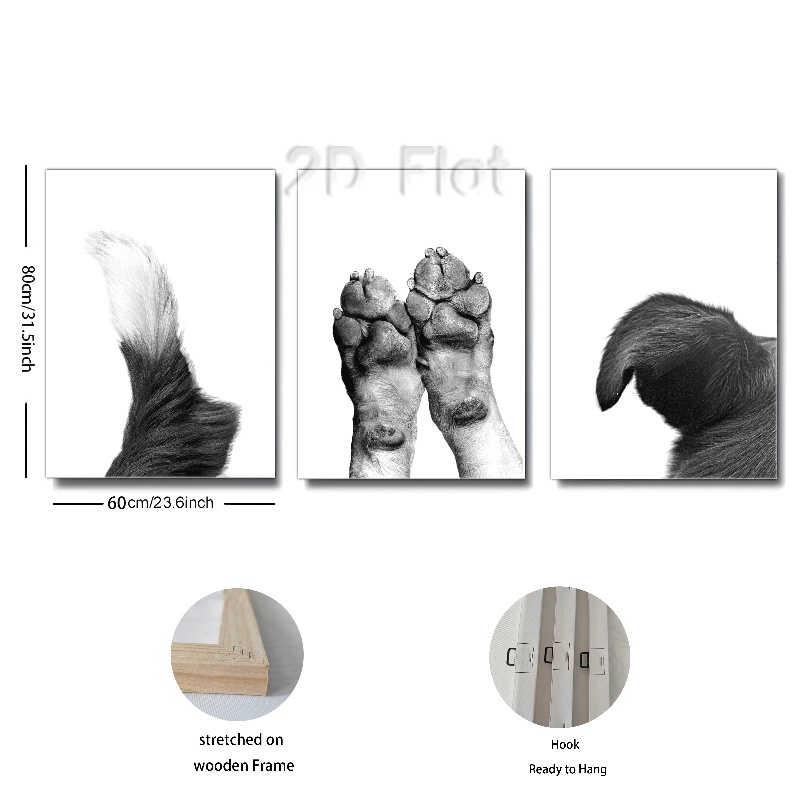 2D Flat
80cm/31.5inch
60cm/23.6inch
stretched on
wooden Frame
Hook
Ready to Hang